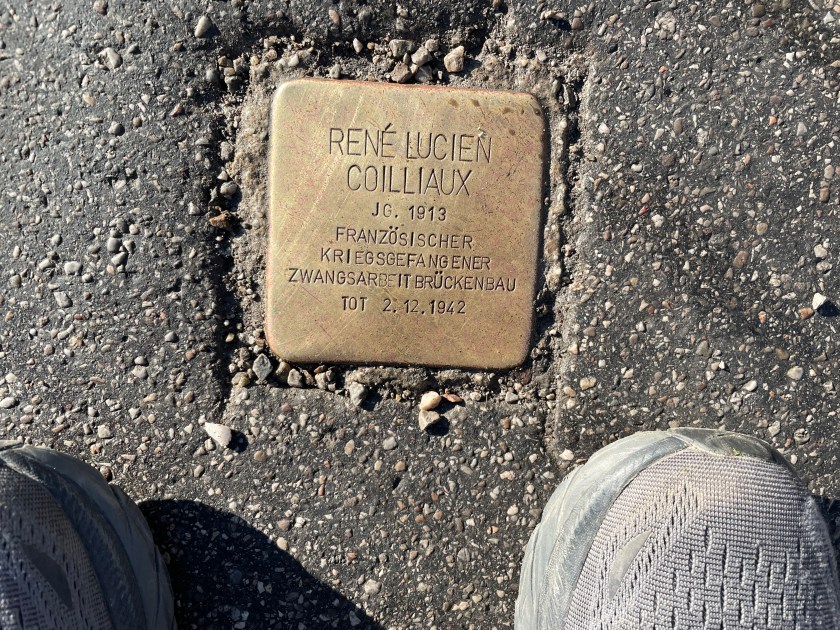 RENÉ LUCIEN
COILLIAUX
JG. 1913
FRANZÖSISCHER
KRIEGSGEFANGENER
ZWANGSARBEIT BRÜCKENBAU
TOT 2.12.1942